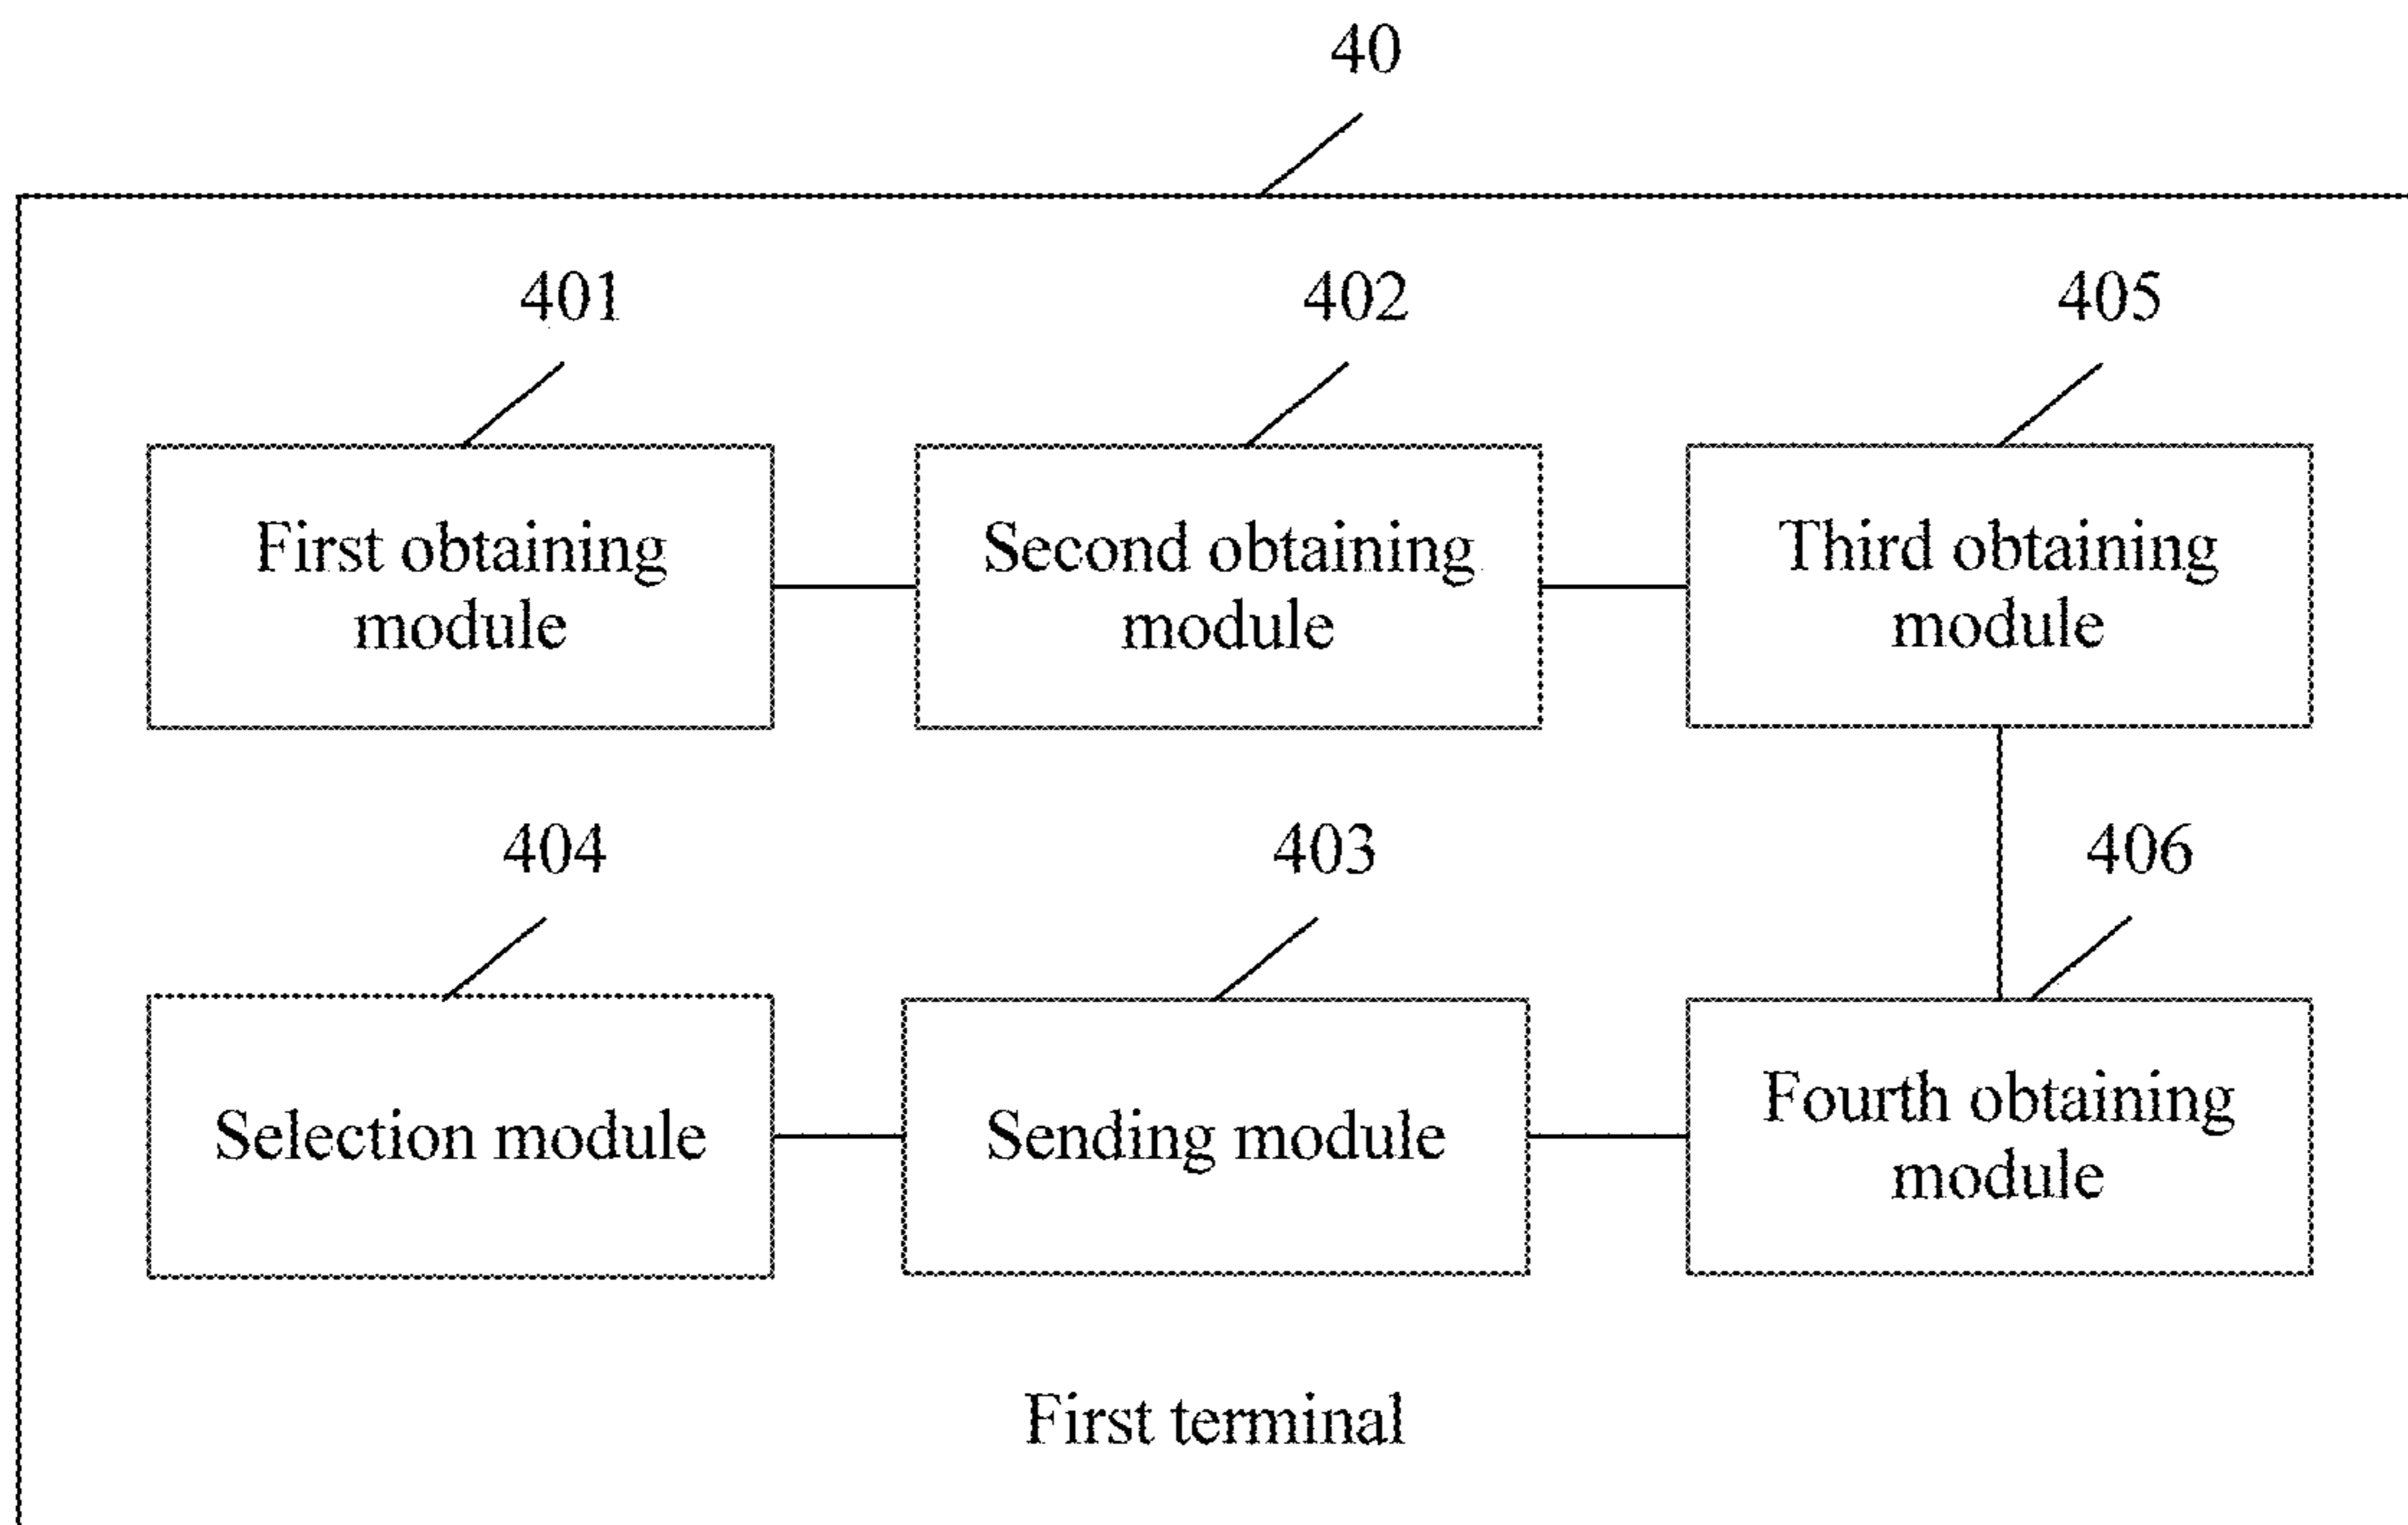 40
401
402
405
First obtaining
module
Second obtaining
module
Third obtaining
module
404
403
406
Selection module
Sending module
Fourth obtaining
module
First terminal